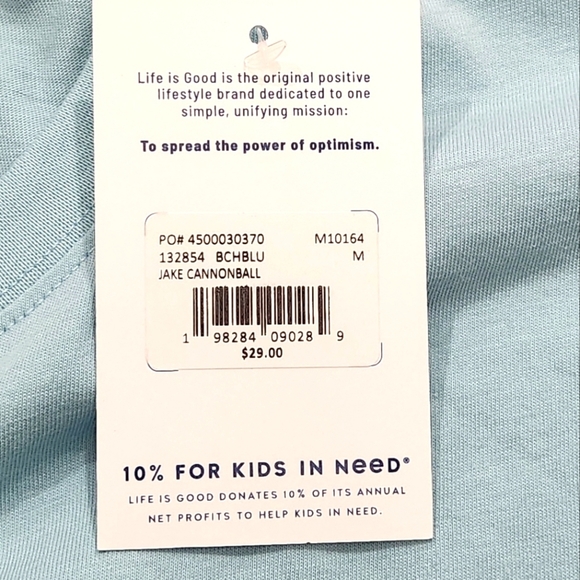 Life is Good is the original positive
lifestyle brand dedicated to one
simple, unifying mission:
To spread the power of optimism.
PO# 4500030370 M10164
132854 BCHBLU M
JAKE CANNONBALL
1 98284 09028 9
$29.00
10% FOR KIDS IN NeeD®
LIFE IS GOOD DONATES 10% OF ITS ANNUAL
NET PROFITS TO HELP KIDS IN NEED.